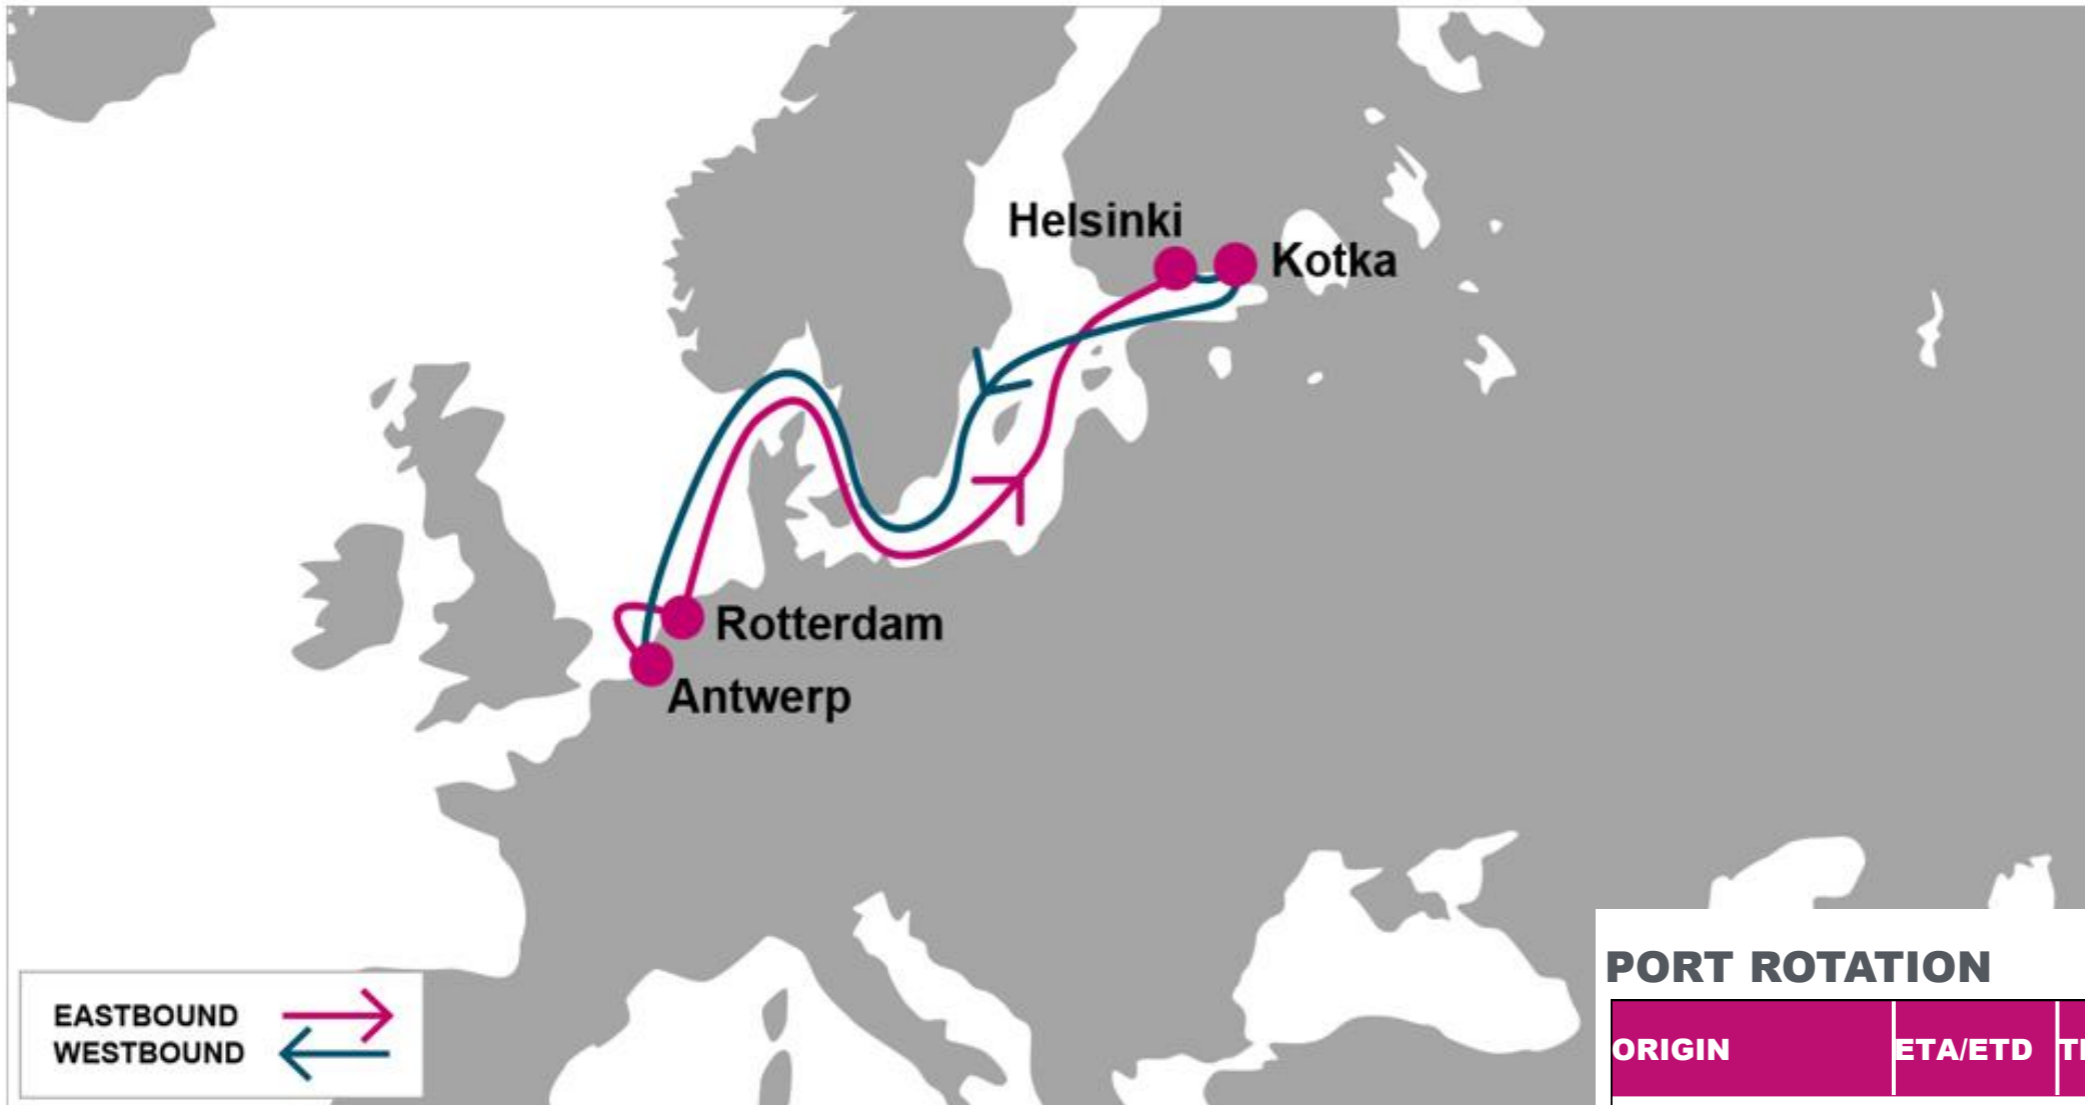 Helsinki
Kotka
Rotterdam
Antwerp
EASTBOUND
WESTBOUND
PORT ROTATION
ORIGIN ETA/ETD